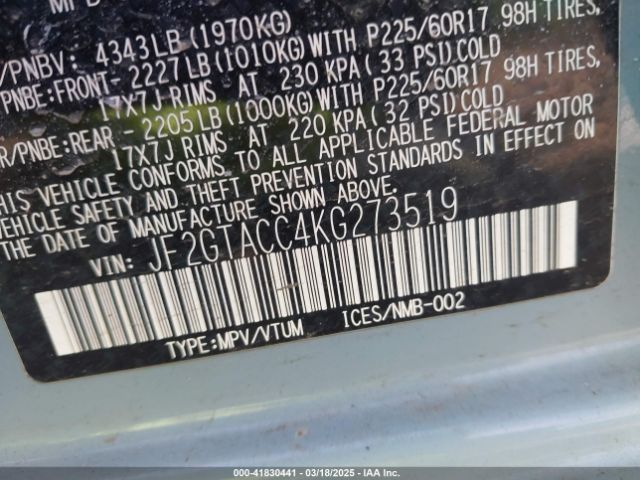 /PNBV: 4343LB(1970KG)
PNBE:FRONT-2227LB(1010KG)WITH P225/60R17 98H TIRES,
17X7J RIMS AT 230 KPA(33 PSI)COLD
R/PNBE:REAR -2205LB(1000KG)WITH P225/60R17 98H TIRES,
17X7J RIMS AT 220 KPA(32 PSI)COLD
THIS VEHICLE CONFORMS TO ALL APPLICABLE FEDERAL MOTOR
VEHICLE SAFETY AND THEFT PREVENTION STANDARDS IN EFFECT ON
THE DATE OF MANUFACTURE SHOWN ABOVE.
VIN: JF2GTACC4KG273519
TYPE:MPV/VTUM ICES/NMB-002
000-41830441 - 03/18/2025 - IAA Inc.